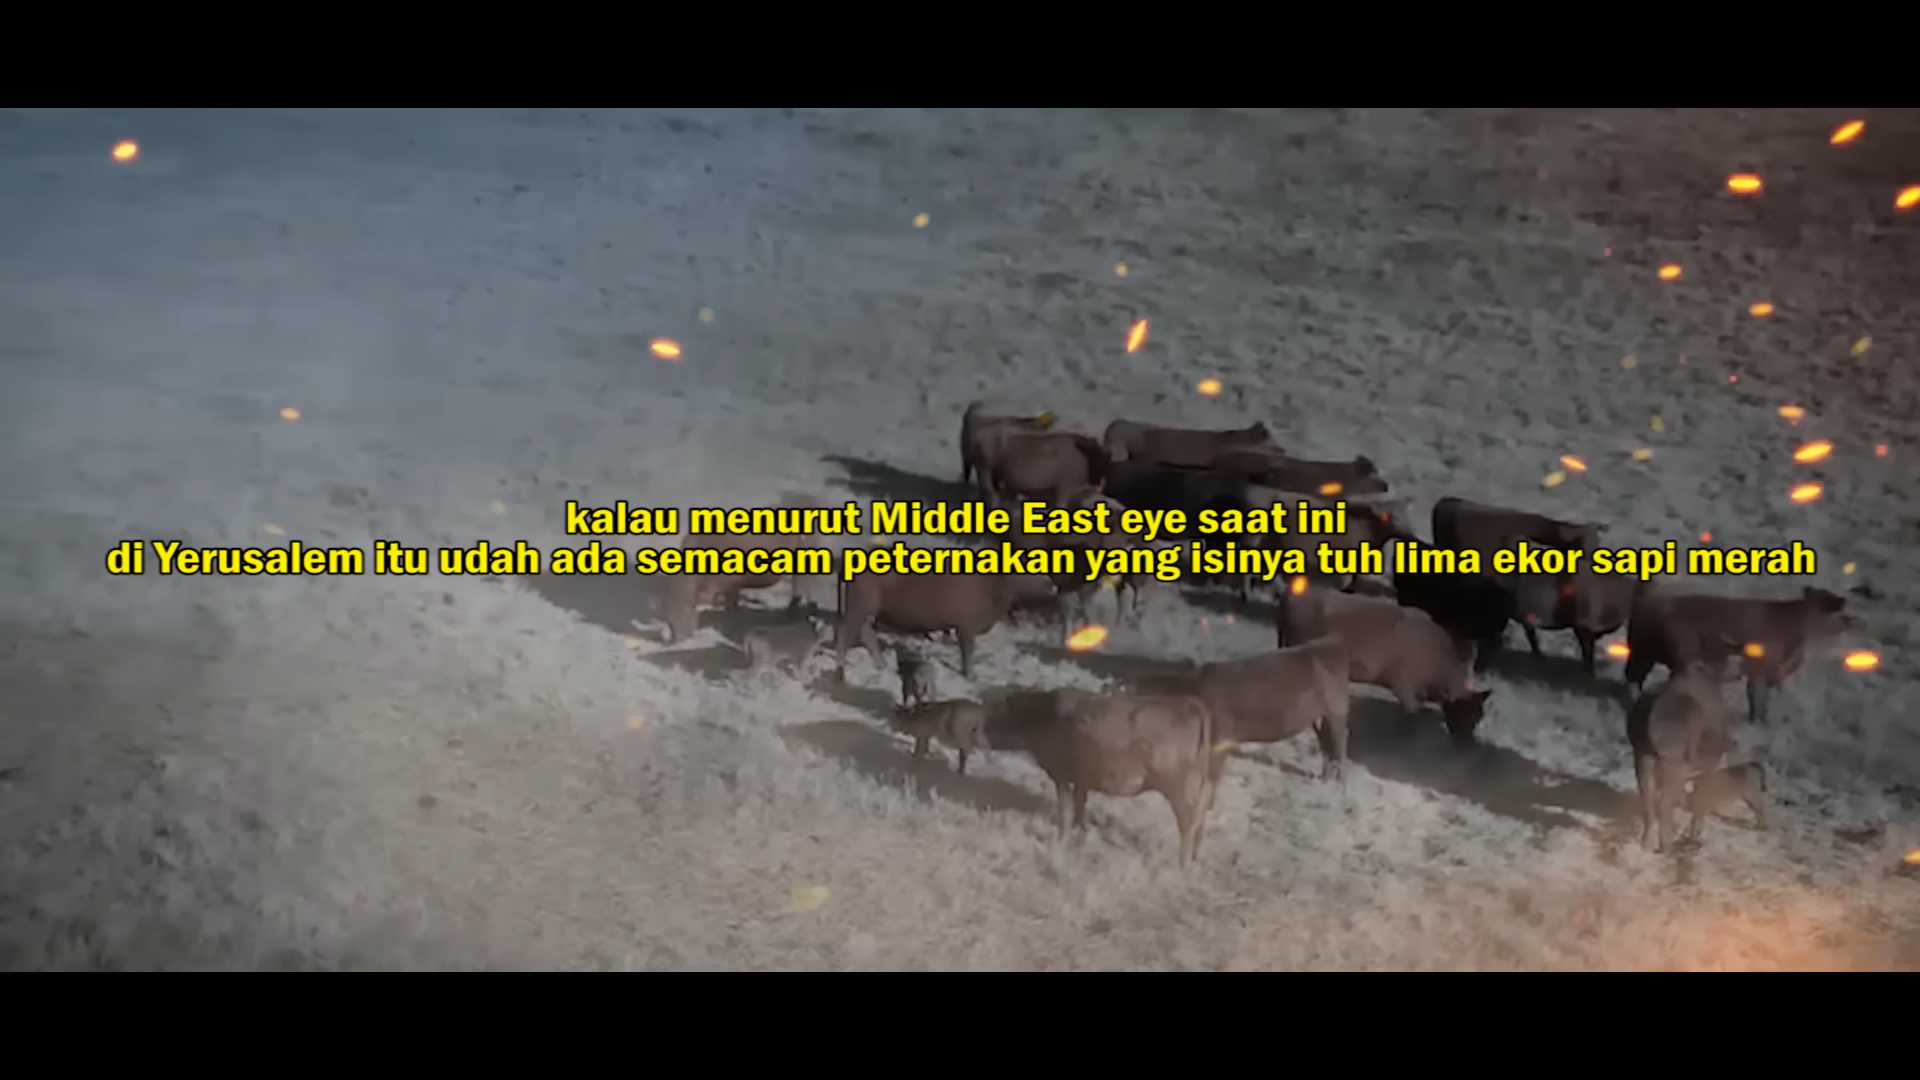 kalau menurut Middle East eye saat ini
di Yerusalem itu udah ada semacam peternakan yang isinya tuh lima ekor sapi merah